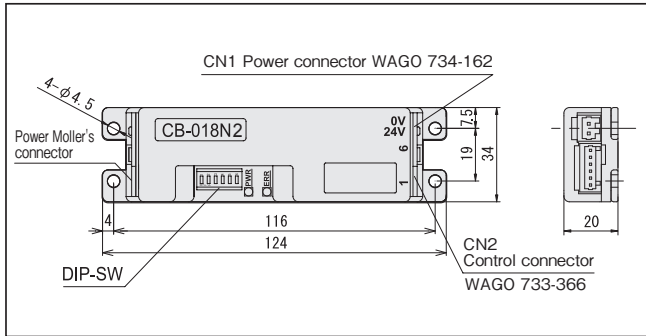 CN1 Power connector WAGO 734-162
4-φ4.5
Power Moller's
connector
CB-018N2
0V
24V
6
1
PWR
ERR
7.5
19
34
4
116
124
20
DIP-SW
CN2
Control connector
WAGO 733-366